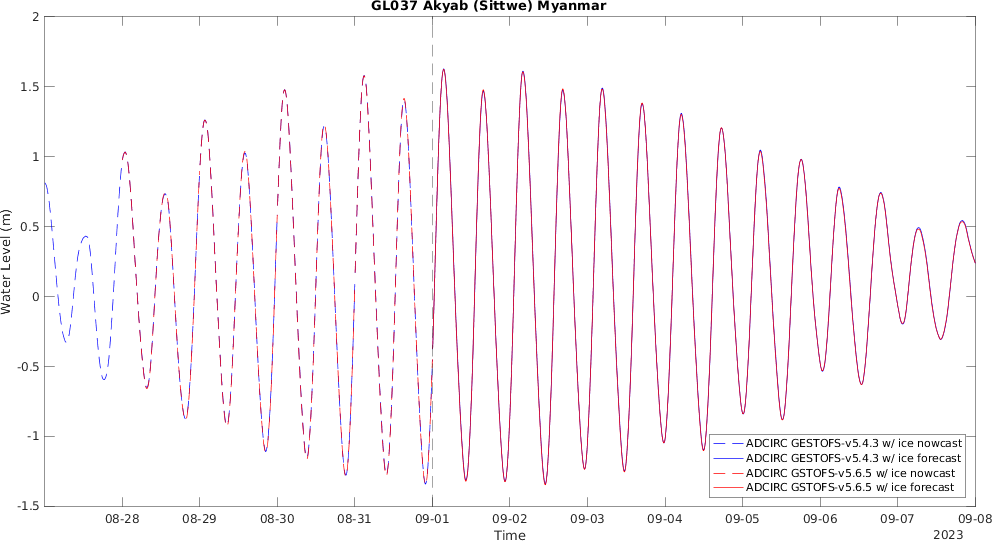 GL037 Akyab (Sittwe) Myanmar
2
1.5
1
0.5
0
-0.5
-1
-1.5
Water Level (m)
08-28 08-29 08-30 08-31 09-01 09-02 09-03 09-04 09-05 09-06 09-07 09-08
Time
2023
ADCIRC GESTOFS-v5.4.3 w/ ice nowcast
ADCIRC GESTOFS-v5.4.3 w/ ice forecast
ADCIRC GSTOFS-v5.6.5 w/ ice nowcast
ADCIRC GSTOFS-v5.6.5 w/ ice forecast